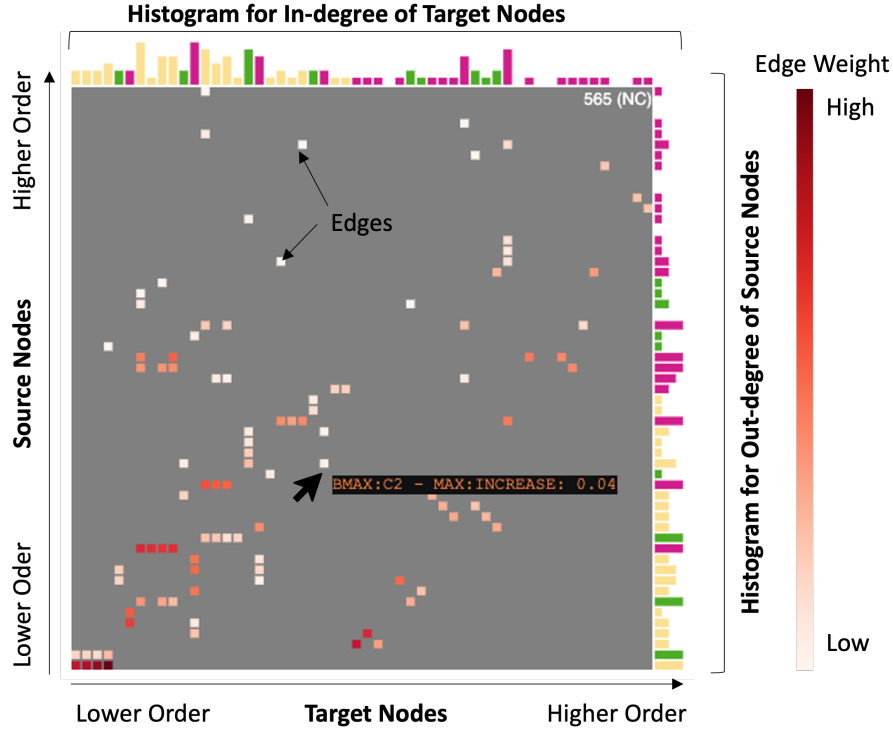 Histogram for In-degree of Target Nodes
Edge Weight
High
Low
565 (NC)
Higher Order
Source Nodes
Lower Oder
Edges
BMAX:C2 - MAX:INCREASE: 0.04
Histogram for Out-degree of Source Nodes
Lower Order
Target Nodes
Higher Order